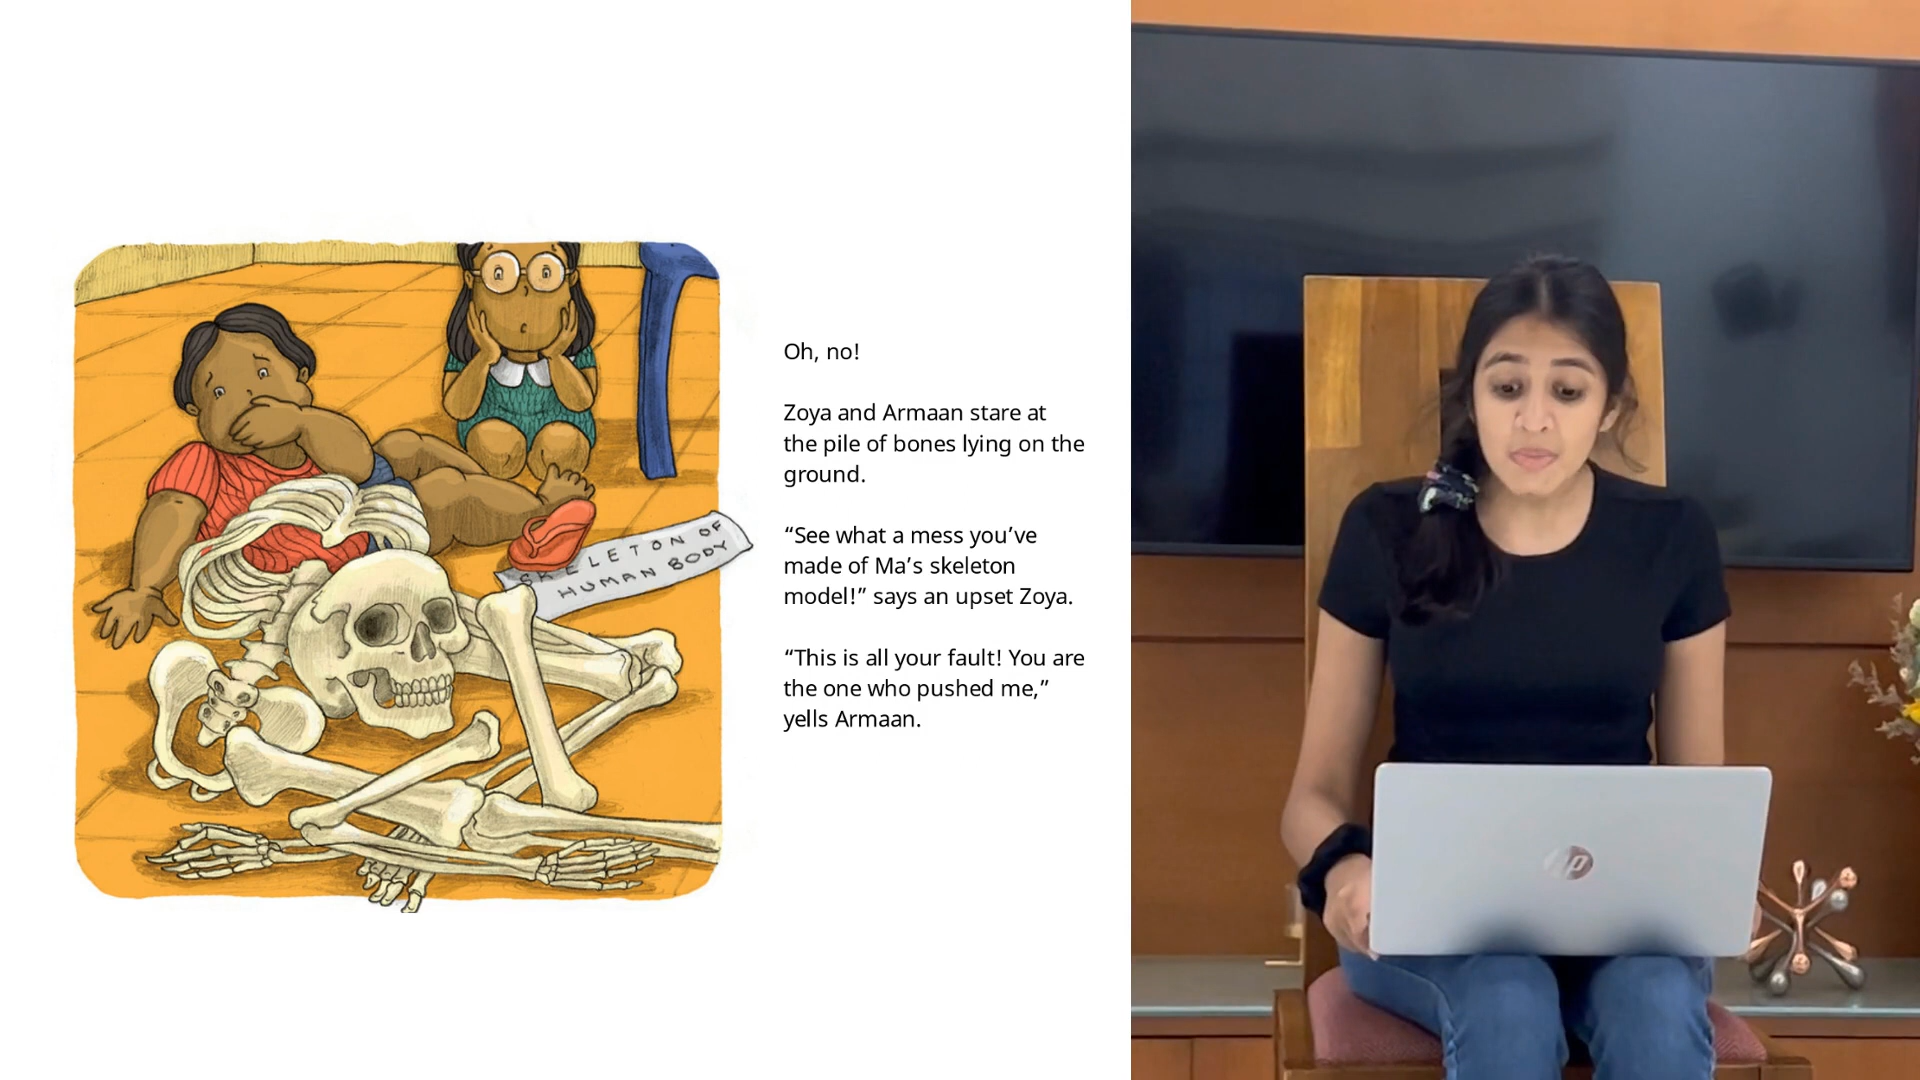 Oh, no!
Zoya and Armaan stare at
the pile of bones lying on the
ground.
“See what a mess you’ve
made of Ma’s skeleton
model!” says an upset Zoya.
“This is all your fault! You are
the one who pushed me,”
yells Armaan.
SKELETON OF
HUMAN BODY
hp